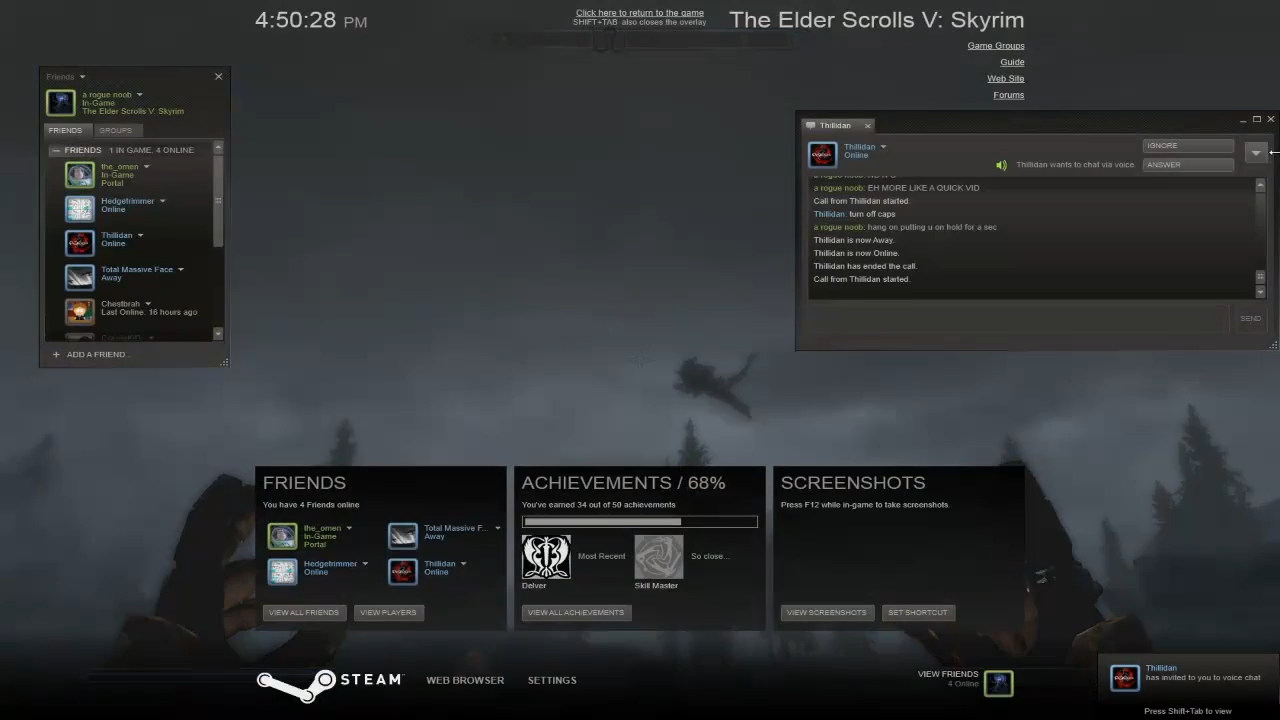 4:50:28 PM
Click here to return to the game
SHIFT+TAB also closes the overlay
The Elder Scrolls V: Skyrim
Game Groups
Guide
Web Site
Forums
Friends
a rogue noob
In-Game
The Elder Scrolls V: Skyrim
FRIENDS
GROUPS
FRIENDS 1 IN GAME, 4 ONLINE
the_omen
In-Game
Portal
Hedgetrimmer
Online
Thillidan
Online
Total Massive Face
Away
Chestbrah
Last Online: 16 hours ago
+ ADD A FRIEND...
Thillidan
Thillidan
Online
IGNORE
Thillidan wants to chat via voice.
ANSWER
a rogue noob: EH MORE LIKE A QUICK VID
Call from Thillidan started.
Thillidan: turn off caps
a rogue noob: hang on putting u on hold for a sec
Thillidan is now Away.
Thillidan is now Online.
Thillidan has ended the call.
Call from Thillidan started.
SEND
FRIENDS
You have 4 Friends online
the_omen
In-Game
Portal
Total Massive F...
Away
Hedgetrimmer
Online
Thillidan
Online
VIEW ALL FRIENDS
VIEW PLAYERS
ACHIEVEMENTS / 68%
You've earned 34 out of 50 achievements
Most Recent
So close...
Delver
Skill Master
VIEW ALL ACHIEVEMENTS
SCREENSHOTS
Press F12 while in-game to take screenshots.
VIEW SCREENSHOTS
SET SHORTCUT
STEAM
WEB BROWSER
SETTINGS
VIEW FRIENDS
4 Online
Thillidan
has invited to you to voice chat
Press Shift+Tab to view